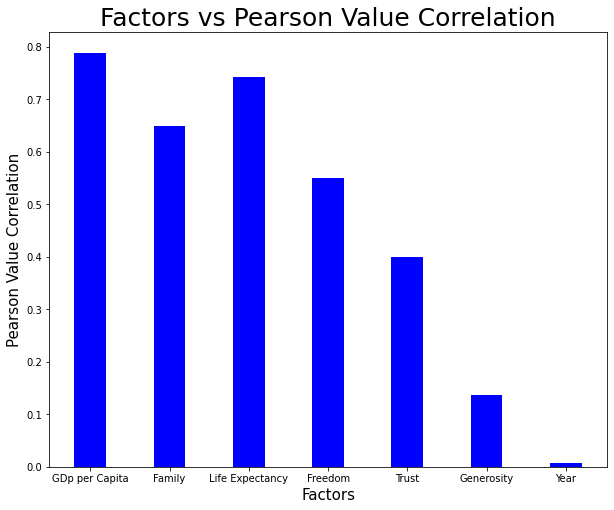 Factors vs Pearson Value Correlation
Pearson Value Correlation
0.8
0.7
0.6
0.5
0.4
0.3
0.2
0.1
0.0
GDp per Capita Family Life Expectancy Freedom Trust Generosity Year
Factors